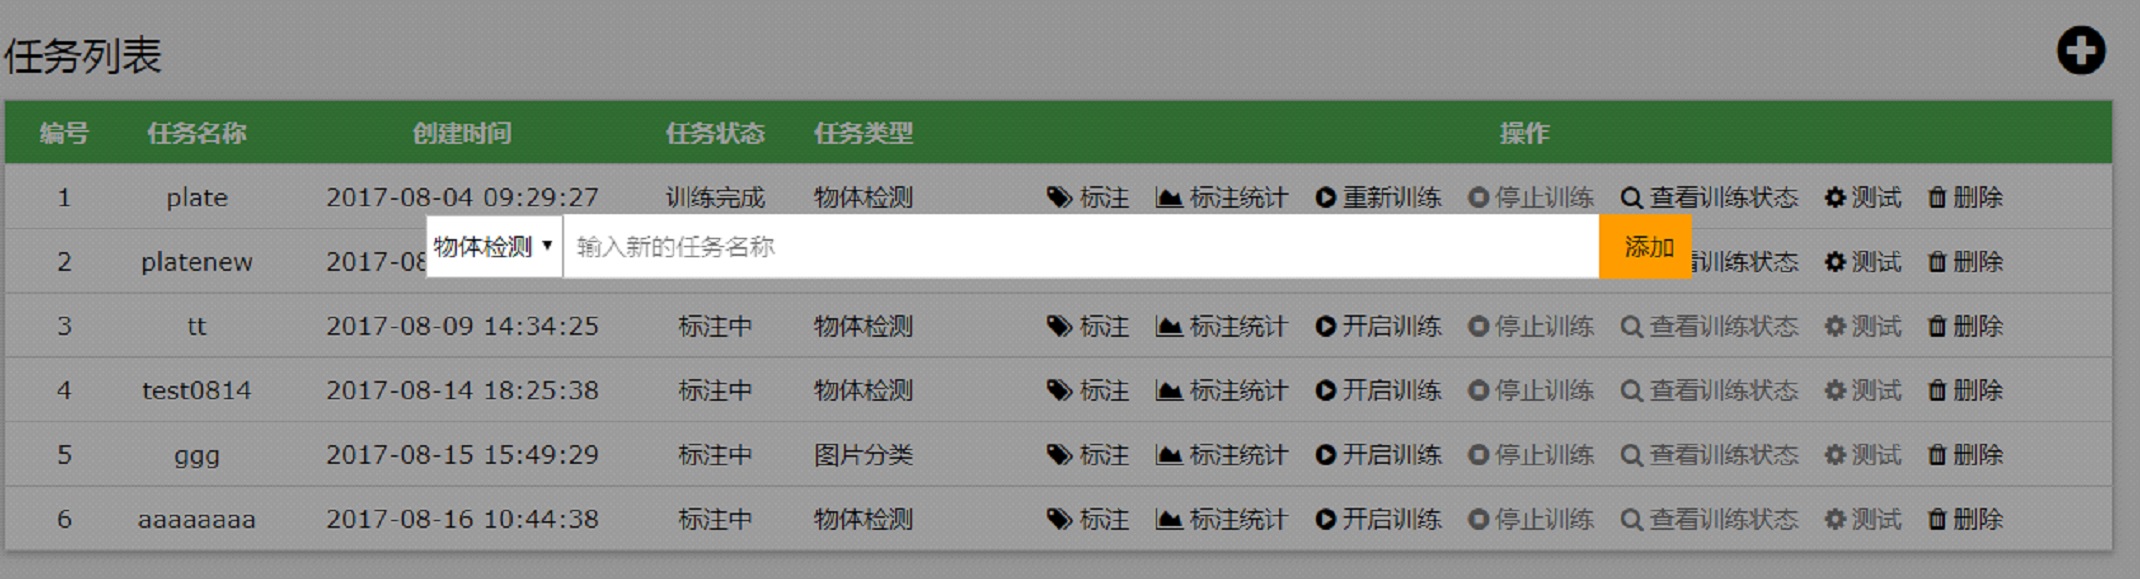 任务列表
编号 任务名称 创建时间 任务状态 任务类型 操作
1 plate 2017-08-04 09:29:27 训练完成 物体检测 标注 标注统计 重新训练 停止训练 查看训练状态 测试 删除
物体检测 输入新的任务名称 添加
2 platenew 2017-08 训练状态 测试 删除
3 tt 2017-08-09 14:34:25 标注中 物体检测 标注 标注统计 开启训练 停止训练 查看训练状态 测试 删除
4 test0814 2017-08-14 18:25:38 标注中 物体检测 标注 标注统计 开启训练 停止训练 查看训练状态 测试 删除
5 ggg 2017-08-15 15:49:29 标注中 图片分类 标注 标注统计 开启训练 停止训练 查看训练状态 测试 删除
6 aaaaaaaa 2017-08-16 10:44:38 标注中 物体检测 标注 标注统计 开启训练 停止训练 查看训练状态 测试 删除